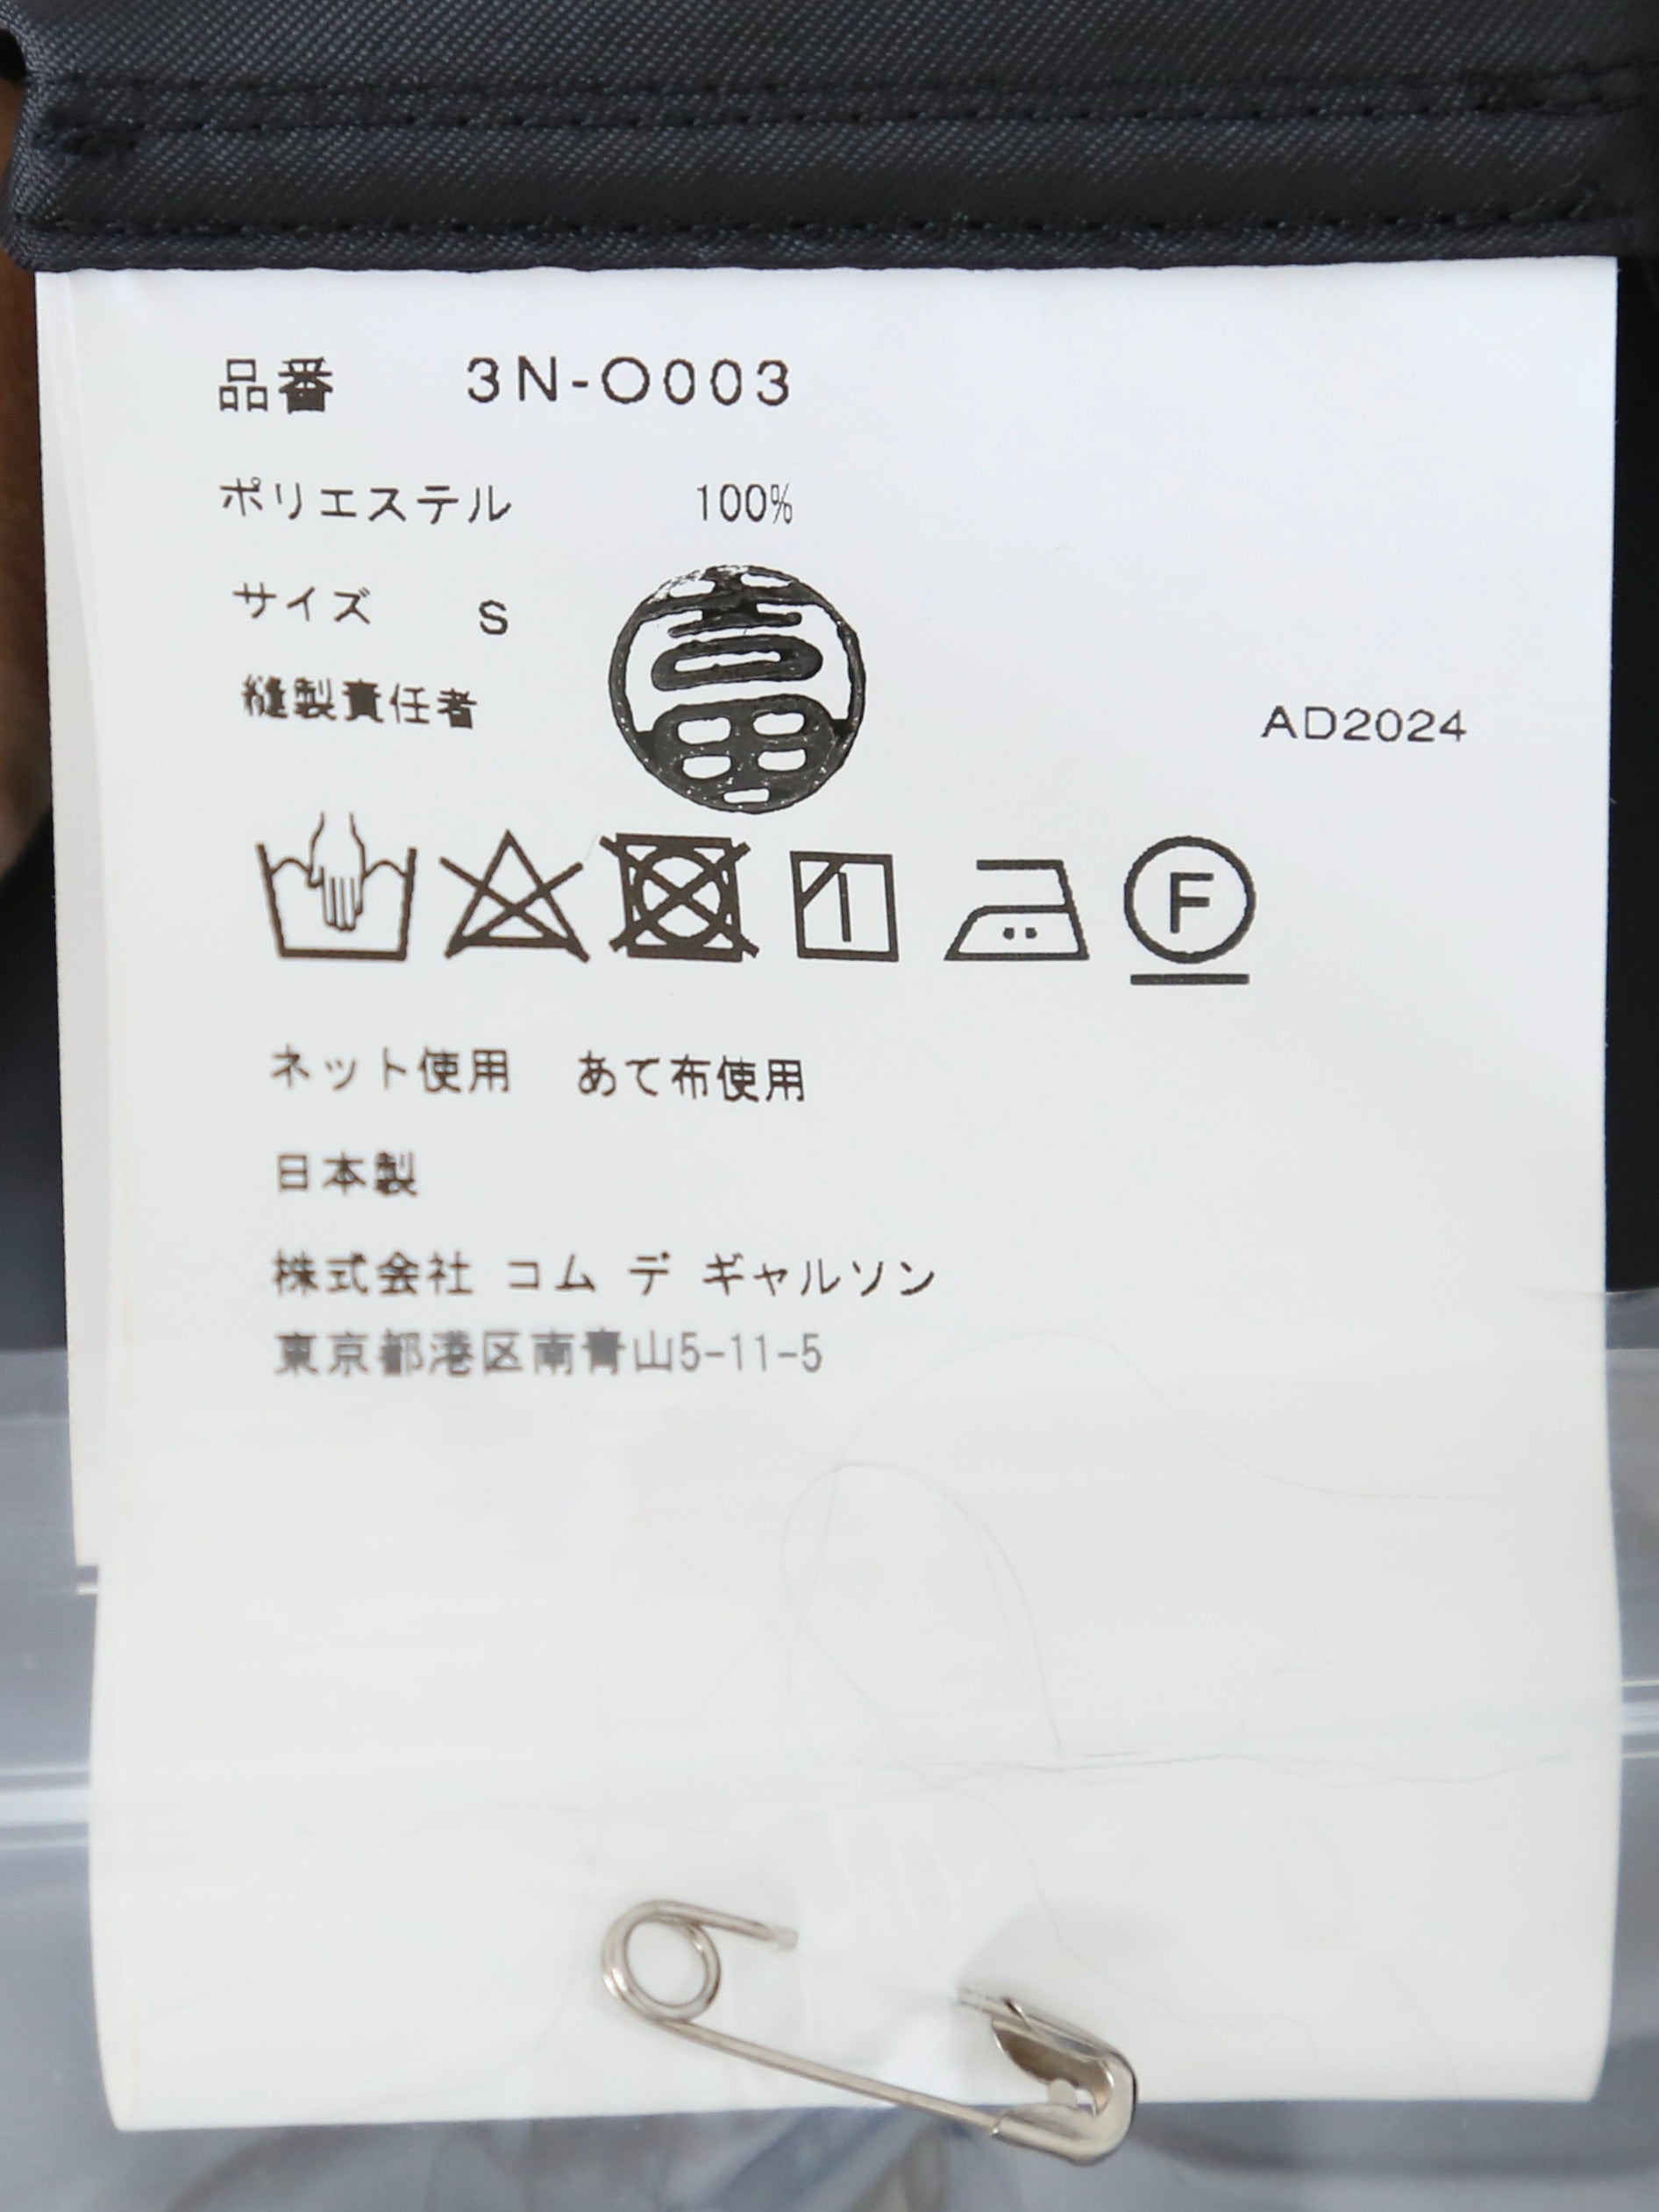 品番 3N-O003
ポリエステル 100%
サイズ S
縫製責任者
AD2024
F
ネット使用 あて布使用
日本製
株式会社 コム デ ギャルソン
東京都港区南青山5-11-5